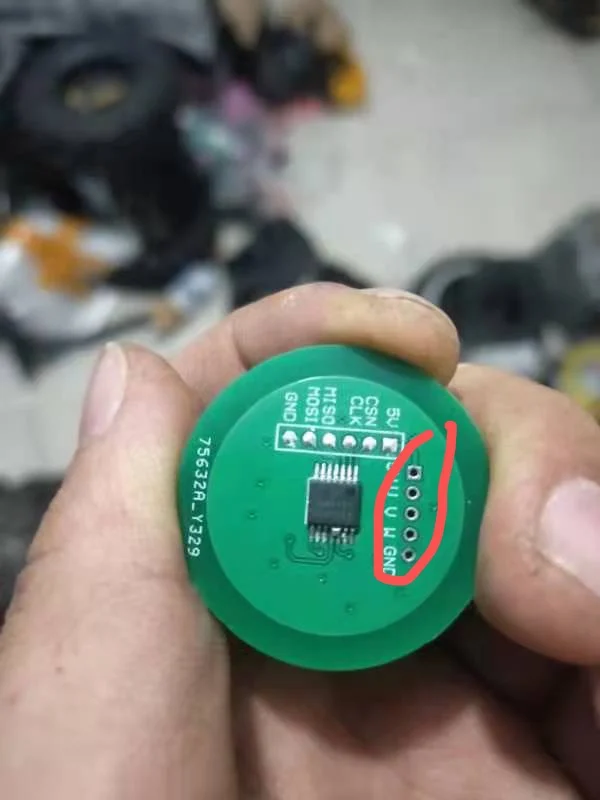 GND
MOSI
MISO
CLK
CSN
5V
U
V
W
GND
75632A_Y329